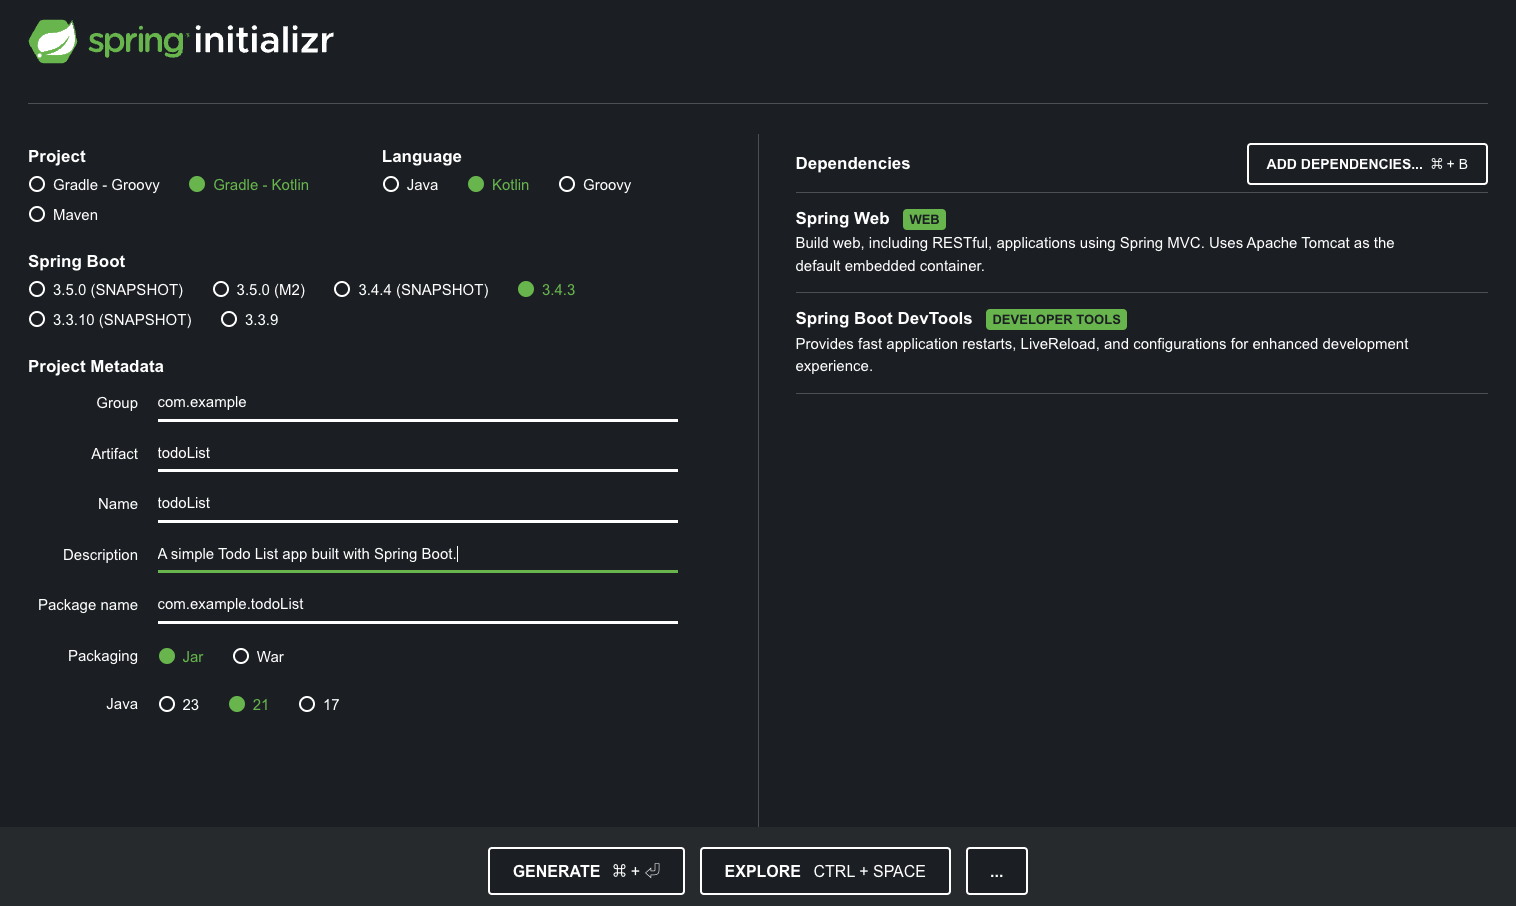 spring initializr
Project
Gradle - Groovy Gradle - Kotlin
Maven
Language
Java Kotlin Groovy
Spring Boot
3.5.0 (SNAPSHOT) 3.5.0 (M2) 3.4.4 (SNAPSHOT) 3.4.3
3.3.10 (SNAPSHOT) 3.3.9
Project Metadata
Group com.example
Artifact todoList
Name todoList
Description A simple Todo List app built with Spring Boot.
Package name com.example.todoList
Packaging Jar War
Java 23 21 17
Dependencies ADD DEPENDENCIES... ⌘ + B
Spring Web WEB
Build web, including RESTful, applications using Spring MVC. Uses Apache Tomcat as the
default embedded container.
Spring Boot DevTools DEVELOPER TOOLS
Provides fast application restarts, LiveReload, and configurations for enhanced development
experience.
GENERATE ⌘ + ⏎ EXPLORE CTRL + SPACE ...